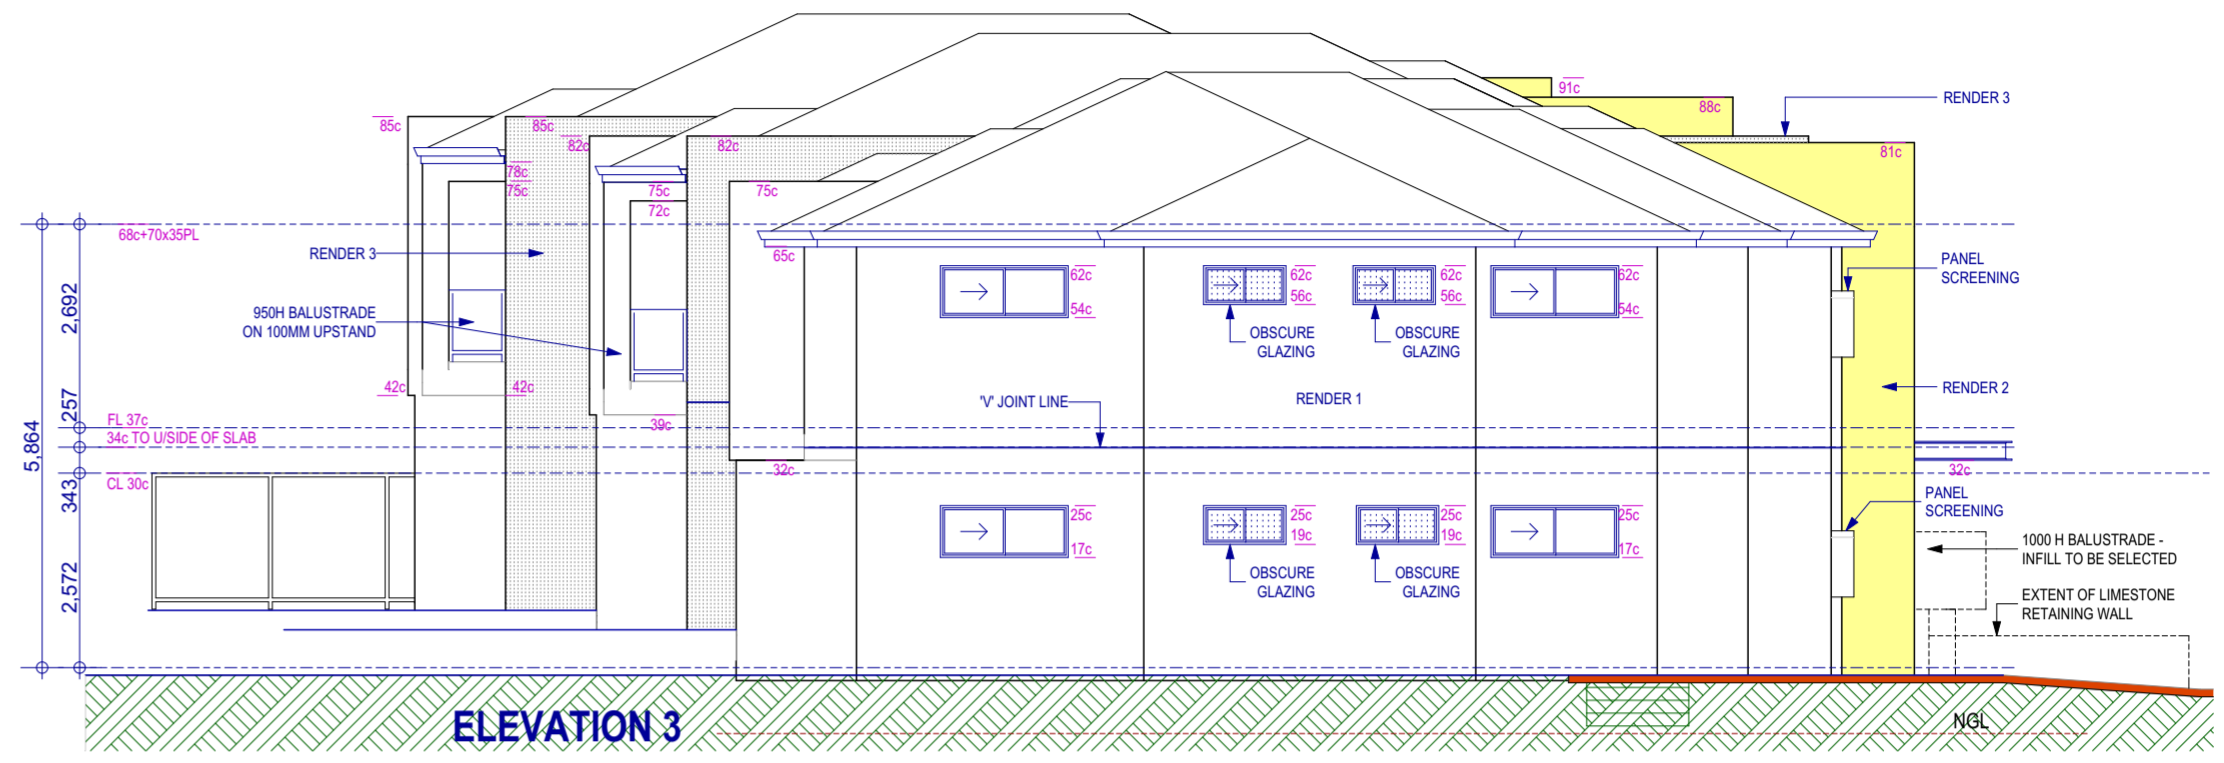 91c
88c
RENDER 3
85c
85c
82c
82c
81c
78c
75c
75c
75c
72c
68c+70x35PL
RENDER 3
65c
PANEL
SCREENING
62c
62c
62c
62c
56c
56c
54c
54c
950H BALUSTRADE
ON 100MM UPSTAND
OBSCURE
GLAZING
OBSCURE
GLAZING
2,692
42c
42c
RENDER 2
'V' JOINT LINE
RENDER 1
257
FL 37c
39c
34c TO U/SIDE OF SLAB
5,864
32c
32c
CL 30c
343
PANEL
SCREENING
25c
25c
25c
25c
19c
19c
17c
17c
1000 H BALUSTRADE -
INFILL TO BE SELECTED
OBSCURE
GLAZING
OBSCURE
GLAZING
2,572
EXTENT OF LIMESTONE
RETAINING WALL
ELEVATION 3
NGL